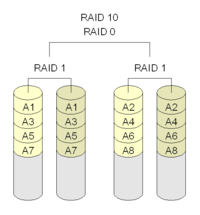 RAID 10
RAID 0
RAID 1 RAID 1
A1 A1 A2 A2
A3 A3 A4 A4
A5 A5 A6 A6
A7 A7 A8 A8